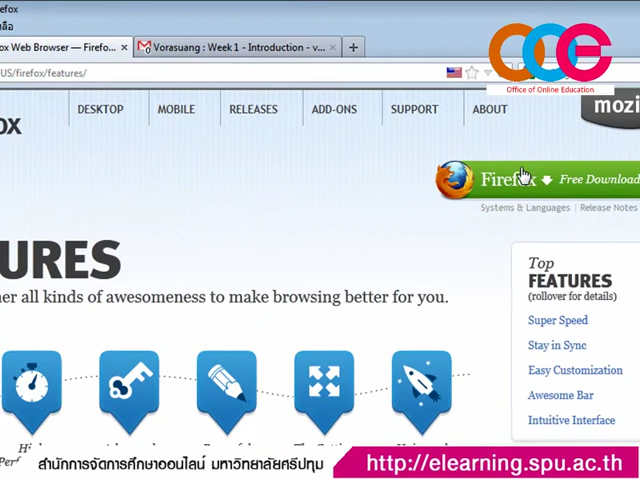 efox
ลือ
ox Web Browser — Firefo... ×
Vorasuang : Week 1 - Introduction - v... ×
US/firefox/features/
OCE
Office of Online Education
ox
DESKTOP MOBILE RELEASES ADD-ONS SUPPORT ABOUT
mozi
Firefox Free Download
Systems & Languages | Release Notes
URES
er all kinds of awesomeness to make browsing better for you.
Top
FEATURES
(rollover for details)
Super Speed
Stay in Sync
Easy Customization
Awesome Bar
Intuitive Interface
Perf
สำนักการจัดการศึกษาออนไลน์ มหาวิทยาลัยศรีปทุม
http://elearning.spu.ac.th